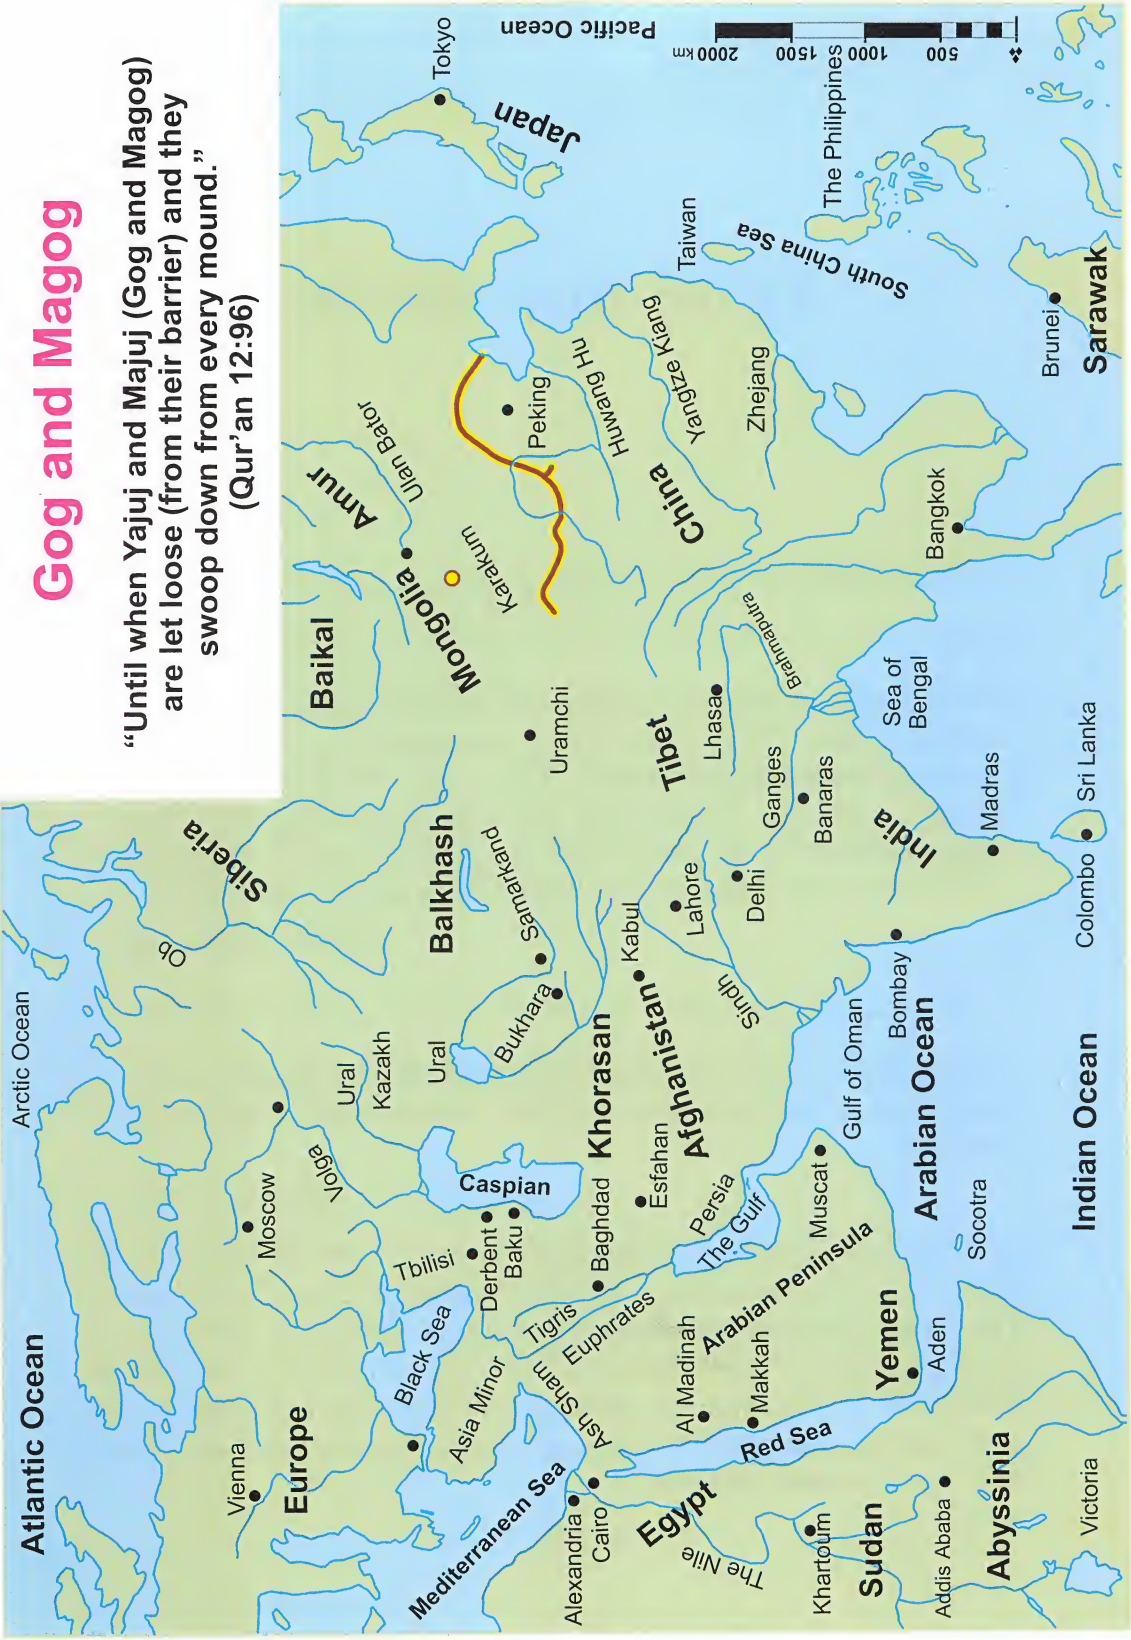 Gog and Magog
“Until when Yajuj and Majuj (Gog and Magog)
are let loose (from their barrier) and they
swoop down from every mound.”
(Qur’an 12:96)
Atlantic Ocean
Arctic Ocean
Pacific Ocean
2000 km
1500
1000
500
Tokyo
Japan
The Philippines
Taiwan
South China Sea
Brunei
Sarawak
Peking
Huwang Hu
Yangtze Kiang
Zhejang
China
Bangkok
Amur
Ulan Bator
Karakum
Mongolia
Baikal
Uramchi
Tibet
Lhasa
Brahmaputra
Sea of
Bengal
Ganges
Banaras
India
Madras
Sri Lanka
Colombo
Siberia
Ob
Balkhash
Samarkand
Bukhara
Kabul
Lahore
Delhi
Sindh
Bombay
Ural
Kazakh
Ural
Khorasan
Afghanistan
Gulf of Oman
Arabian Ocean
Indian Ocean
Moscow
Volga
Caspian
Esfahan
Persia
The Gulf
Muscat
Socotra
Tbilisi
Derbent
Baku
Baghdad
Tigris
Euphrates
Arabian Peninsula
Black Sea
Asia Minor
Ash Sham
Al Madinah
Makkah
Yemen
Aden
Red Sea
Vienna
Europe
Mediterranean Sea
Alexandria
Cairo
Egypt
The Nile
Khartoum
Sudan
Addis Ababa
Abyssinia
Victoria